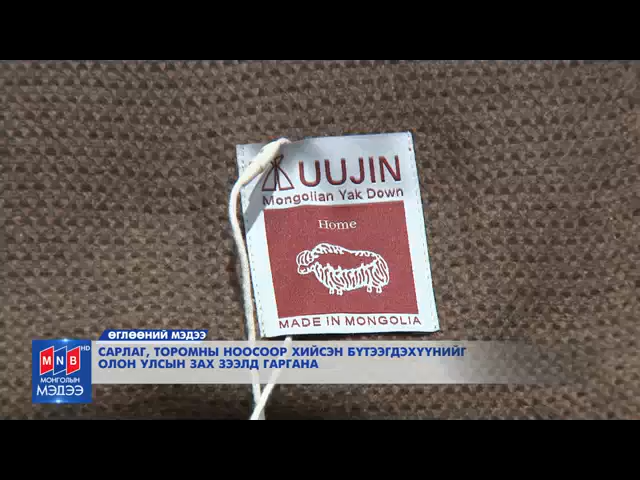 UUJIN
Mongolian Yak Down
Home
MADE IN MONGOLIA
ӨГЛӨӨНИЙ МЭДЭЭ
MNB HD
МОНГОЛЫН
МЭДЭЭ
САРЛАГ, ТОРОМНЫ НООСООР ХИЙСЭН БҮТЭЭГДЭХҮҮНИЙГ
ОЛОН УЛСЫН ЗАХ ЗЭЭЛД ГАРГАНА